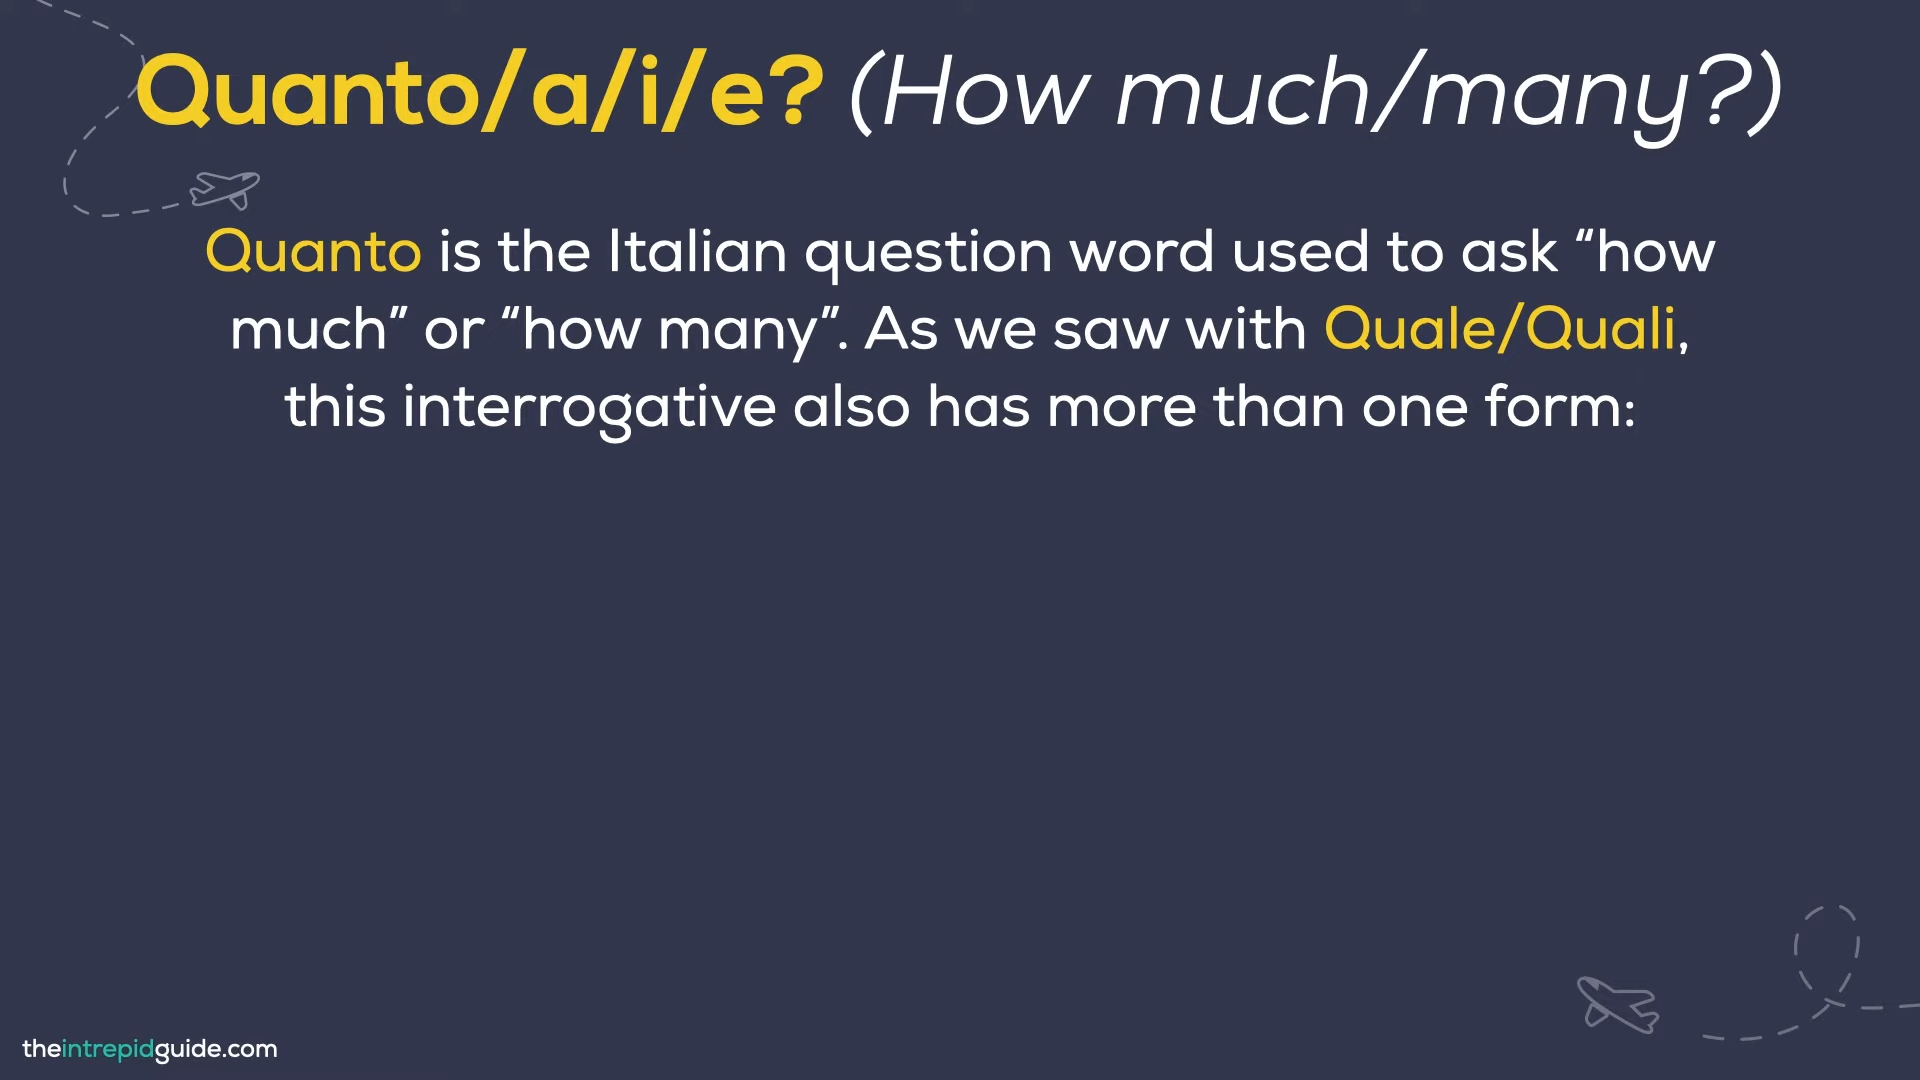 Quanto/a/i/e? (How much/many?)
Quanto is the Italian question word used to ask “how
much” or “how many”. As we saw with Quale/Quali,
this interrogative also has more than one form:
theintrepidguide.com